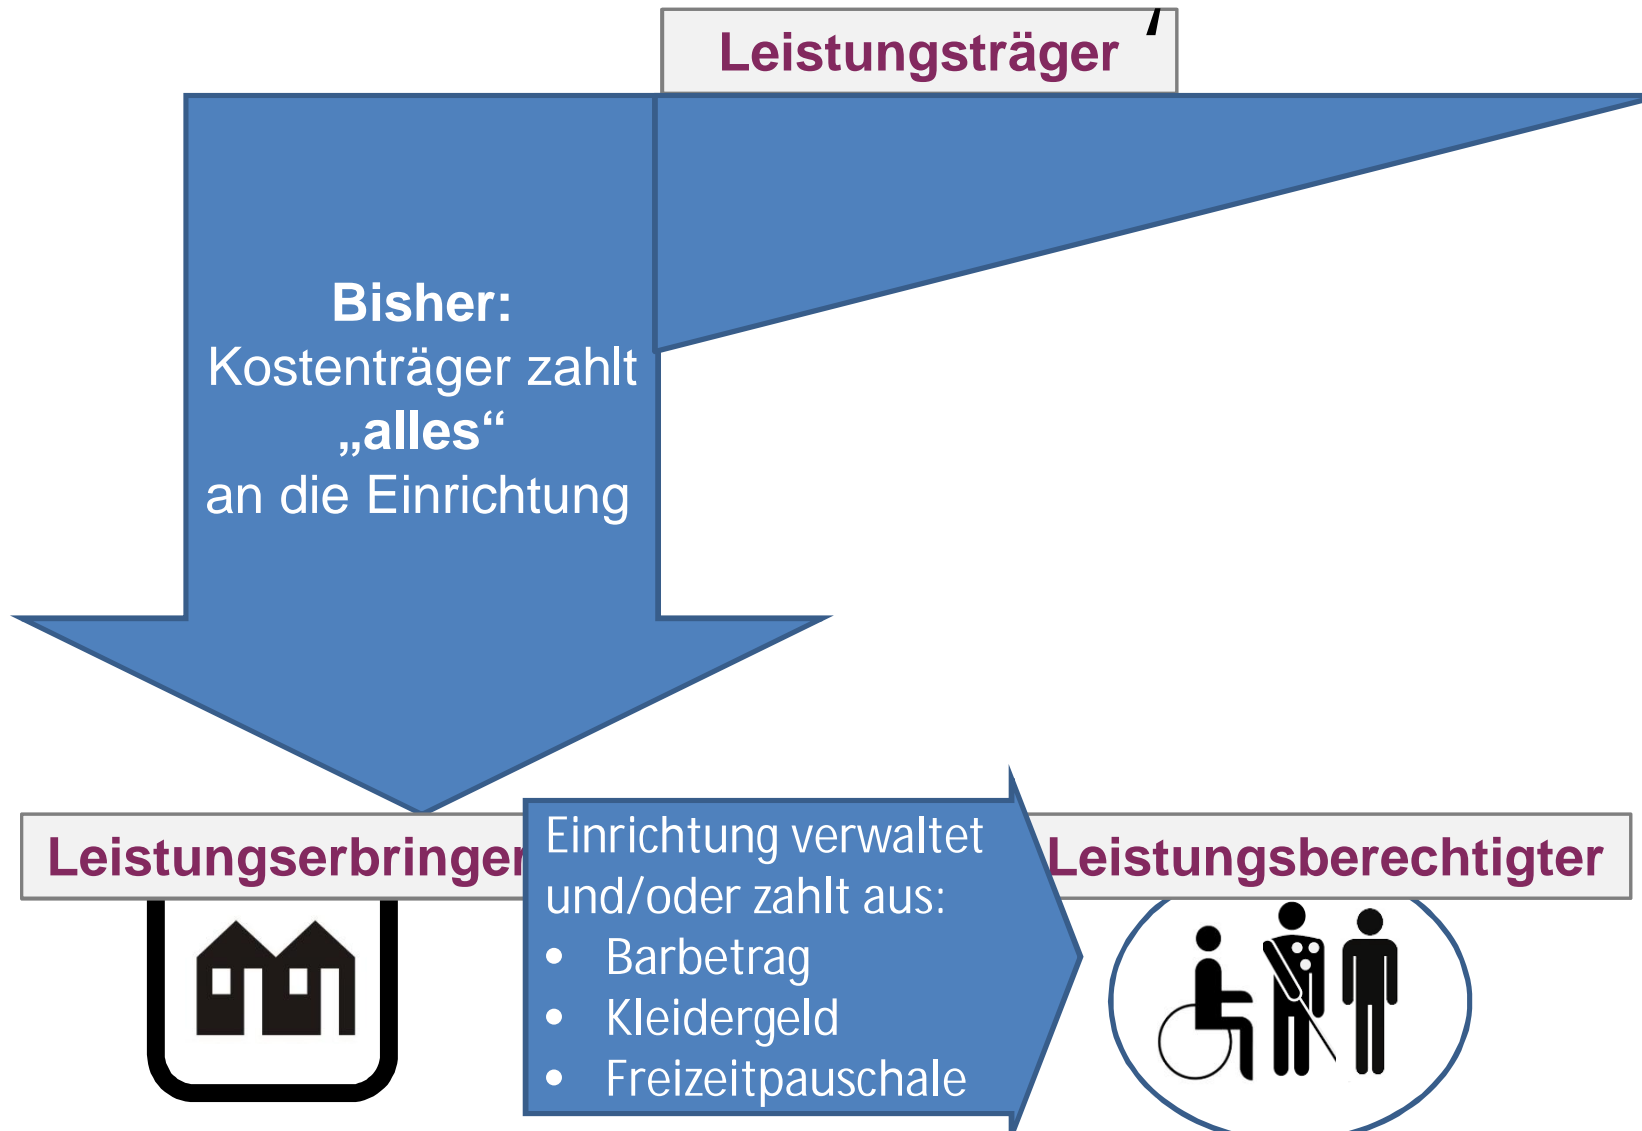 Leistungsträger
Bisher:
Kostenträger zahlt
„alles“
an die Einrichtung
Leistungserbringer
Einrichtung verwaltet
und/oder zahlt aus:
• Barbetrag
• Kleidergeld
• Freizeitpauschale
Leistungsberechtigter